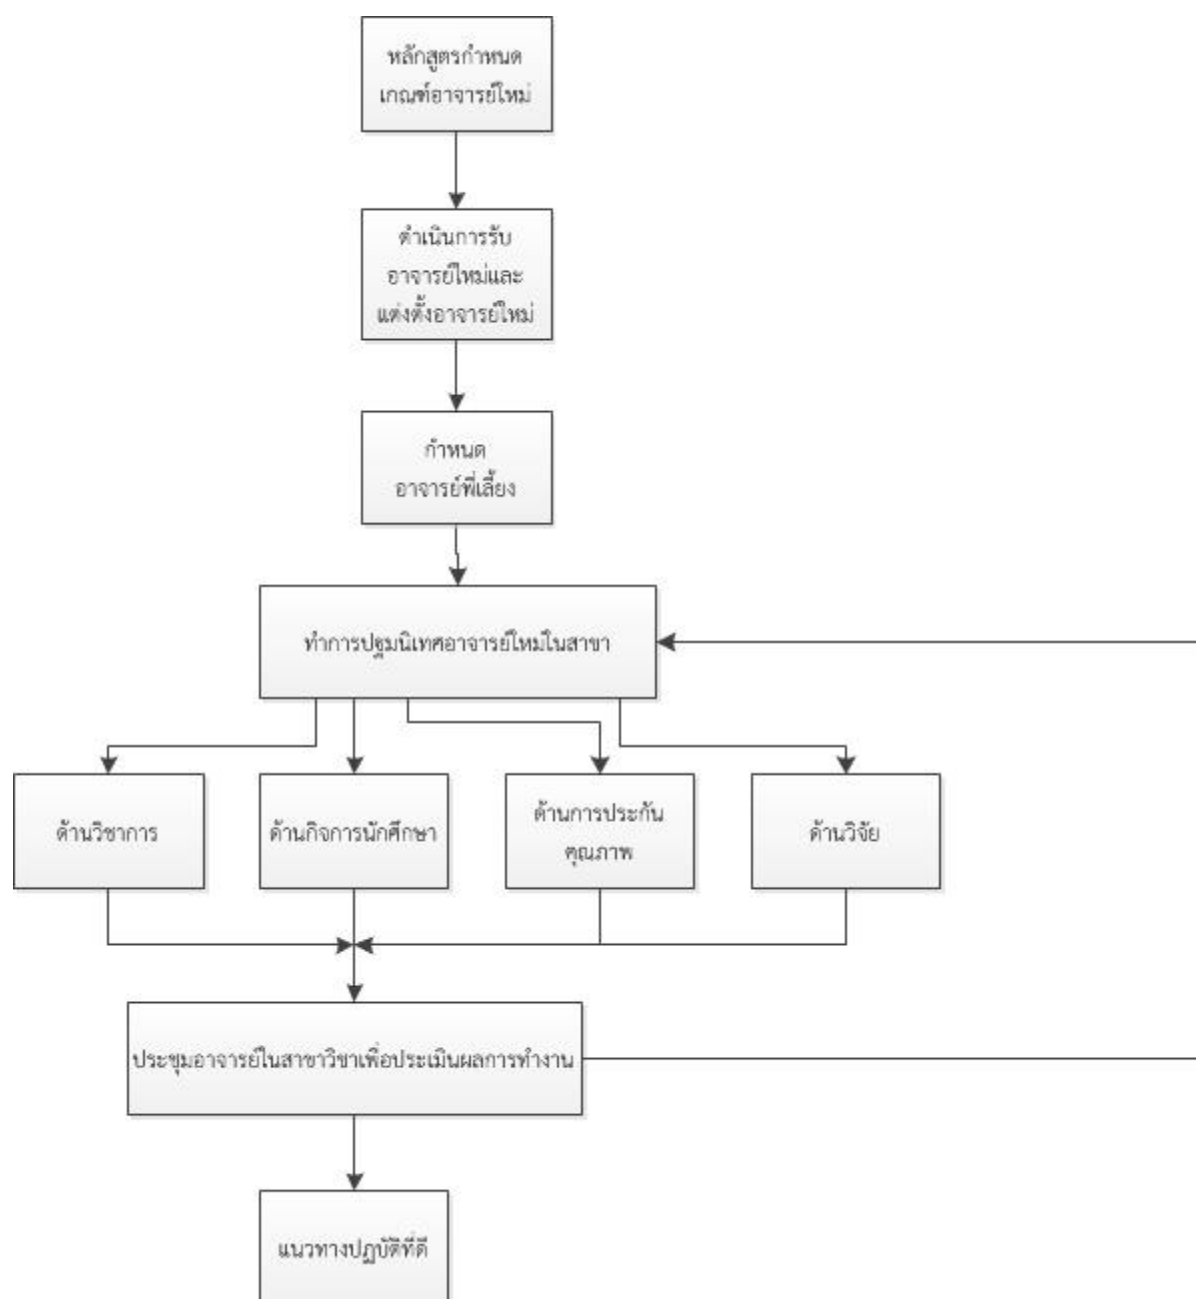 หลักสูตรกำหนด
เกณฑ์อาจารย์ใหม่
ดำเนินการรับ
อาจารย์ใหม่และ
แต่งตั้งอาจารย์ใหม่
กำหนด
อาจารย์พี่เลี้ยง
ทำการปฐมนิเทศอาจารย์ใหม่ในสาขา
ด้านวิชาการ
ด้านกิจการนักศึกษา
ด้านการประกัน
คุณภาพ
ด้านวิจัย
ประชุมอาจารย์ในสาขาวิชาเพื่อประเมินผลการทำงาน
แนวทางปฏิบัติที่ดี